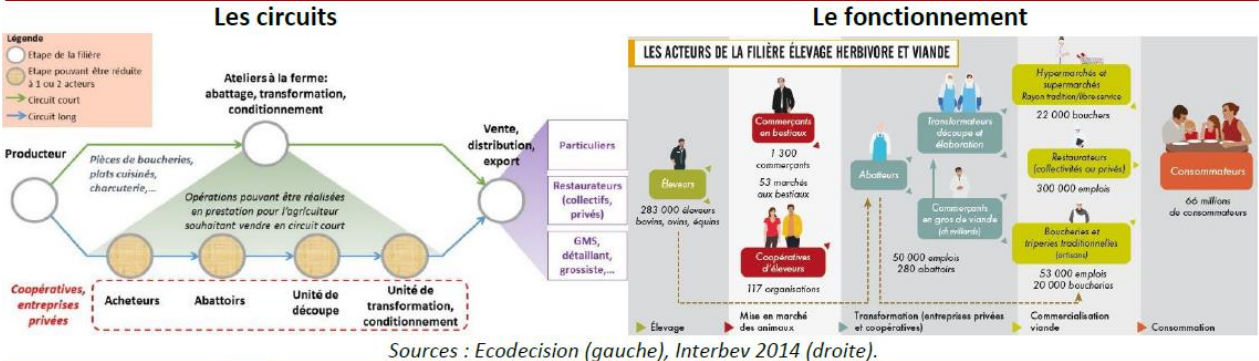 Les circuits
Le fonctionnement
Légende
Etape de la filière
Etape pouvant être réduite
à 1 ou 2 acteurs
Circuit court
Circuit long
Ateliers à la ferme:
abattage, transformation,
conditionnement
Producteur
Pièces de boucheries,
plats cuisinés,
charcuterie,...
Vente,
distribution,
export
Opérations pouvant être réalisées
en prestation pour l'agriculteur
souhaitant vendre en circuit court
Particuliers
Restaurateurs
(collectifs,
privés)
GMS,
détaillant,
grossiste,...
Coopératives,
entreprises
privées
Acheteurs
Abattoirs
Unité de
découpe
Unité de
transformation,
conditionnement
LES ACTEURS DE LA FILIÈRE ÉLEVAGE HERBIVORE ET VIANDE
Éleveurs
283 000 éleveurs
bovins, ovins, équins
Commerçants
en bestiaux
1 300
commerçants
53 marchés
aux bestiaux
Coopératives
d'éleveurs
117 organisations
Abatteurs
Transformateurs
découpe et
élaboration
Commerçants
en gros de viande
(chevillards)
50 000 emplois
280 abattoirs
Hypermarchés et
supermarchés
Rayon tradition/libre-service
22 000 bouchers
Restaurateurs
(collectivités ou privés)
300 000 emplois
Boucheries et
triperies traditionnelles
(artisans)
53 000 emplois
20 000 boucheries
Consommateurs
66 millions
de consommateurs
Élevage
Mise en marché
des animaux
Transformation (entreprises privées
et coopératives)
Commercialisation
viande
Consommation
Sources : Ecodecision (gauche), Interbev 2014 (droite).